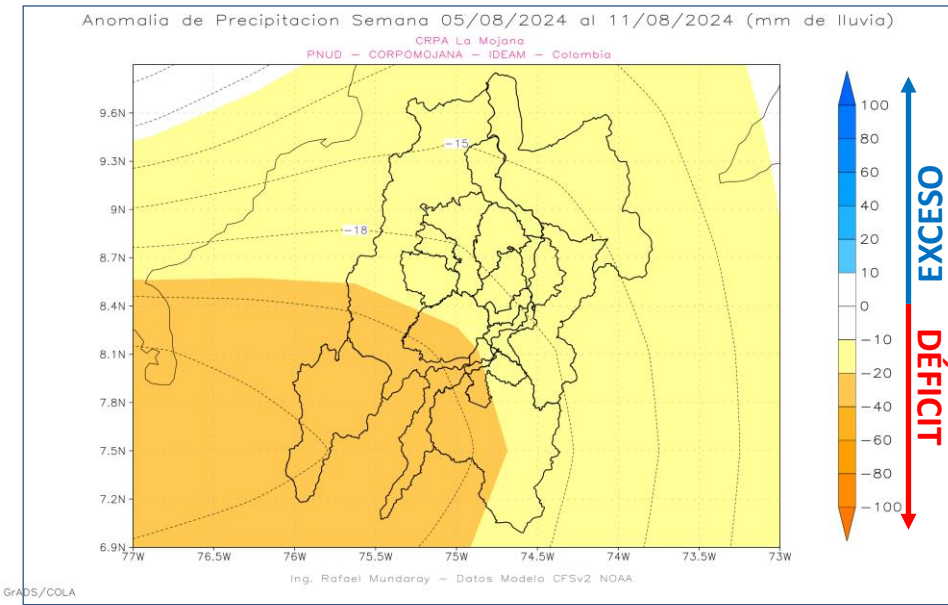 Anomalia de Precipitacion Semana 05/08/2024 al 11/08/2024 (mm de lluvia)
CRPA La Mojana
PNUD – CORPOMOJANA – IDEAM – Colombia
9.6N
9.3N
9N
8.7N
8.4N
8.1N
7.8N
7.5N
7.2N
6.9N
77W
76.5W
76W
75.5W
75W
74.5W
74W
73.5W
73W
-15
-18
100
80
60
40
20
10
0
-10
-20
-40
-60
-80
-100
EXCESO
DÉFICIT
Ing. Rafael Mundaray – Datos Modelo CFSv2 NOAA
GrADS/COLA